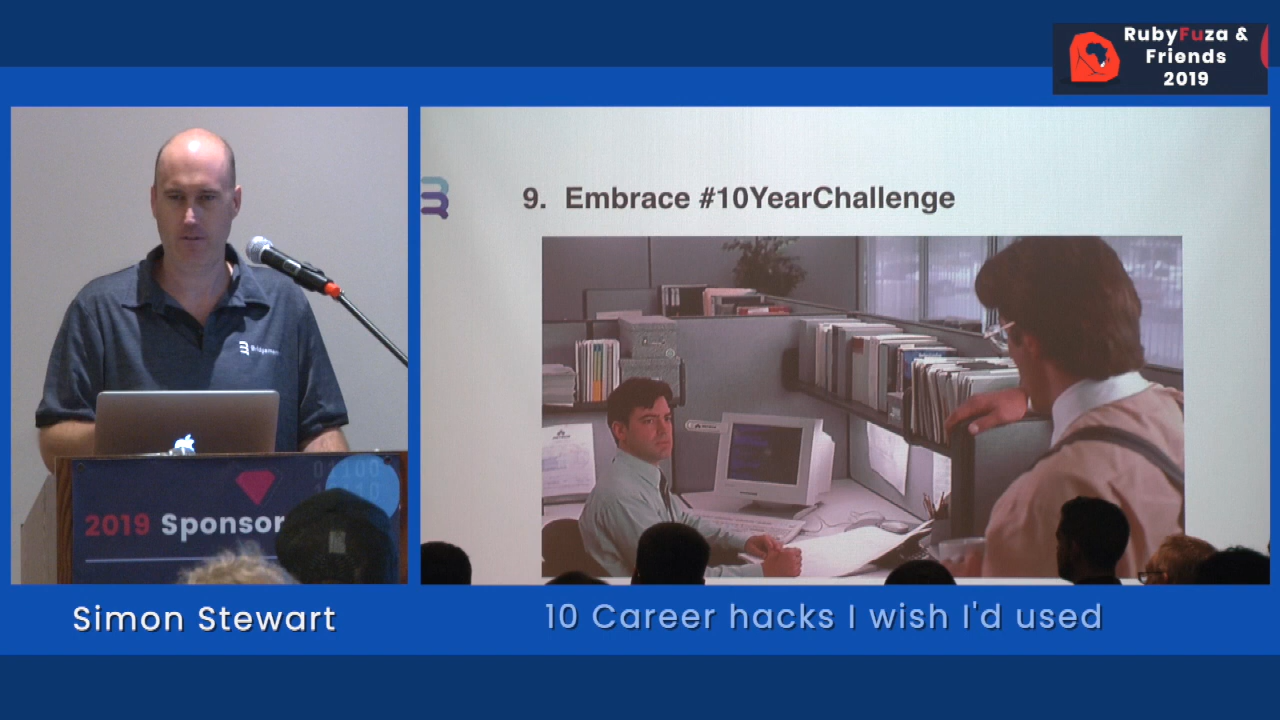 RubyFuza &
Friends
2019
9. Embrace #10YearChallenge
2019 Sponsor
Simon Stewart
10 Career hacks I wish I'd used